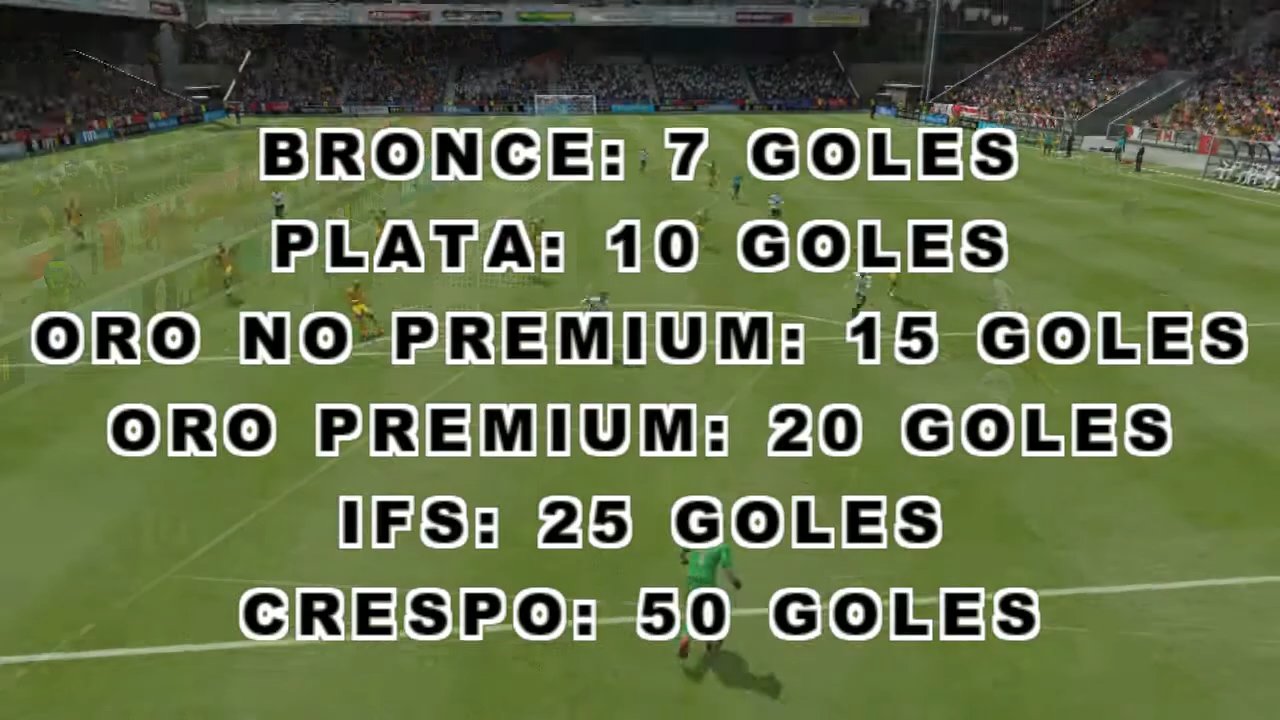 BRONCE: 7 GOLES
PLATA: 10 GOLES
ORO NO PREMIUM: 15 GOLES
ORO PREMIUM: 20 GOLES
IFS: 25 GOLES
CRESPO: 50 GOLES